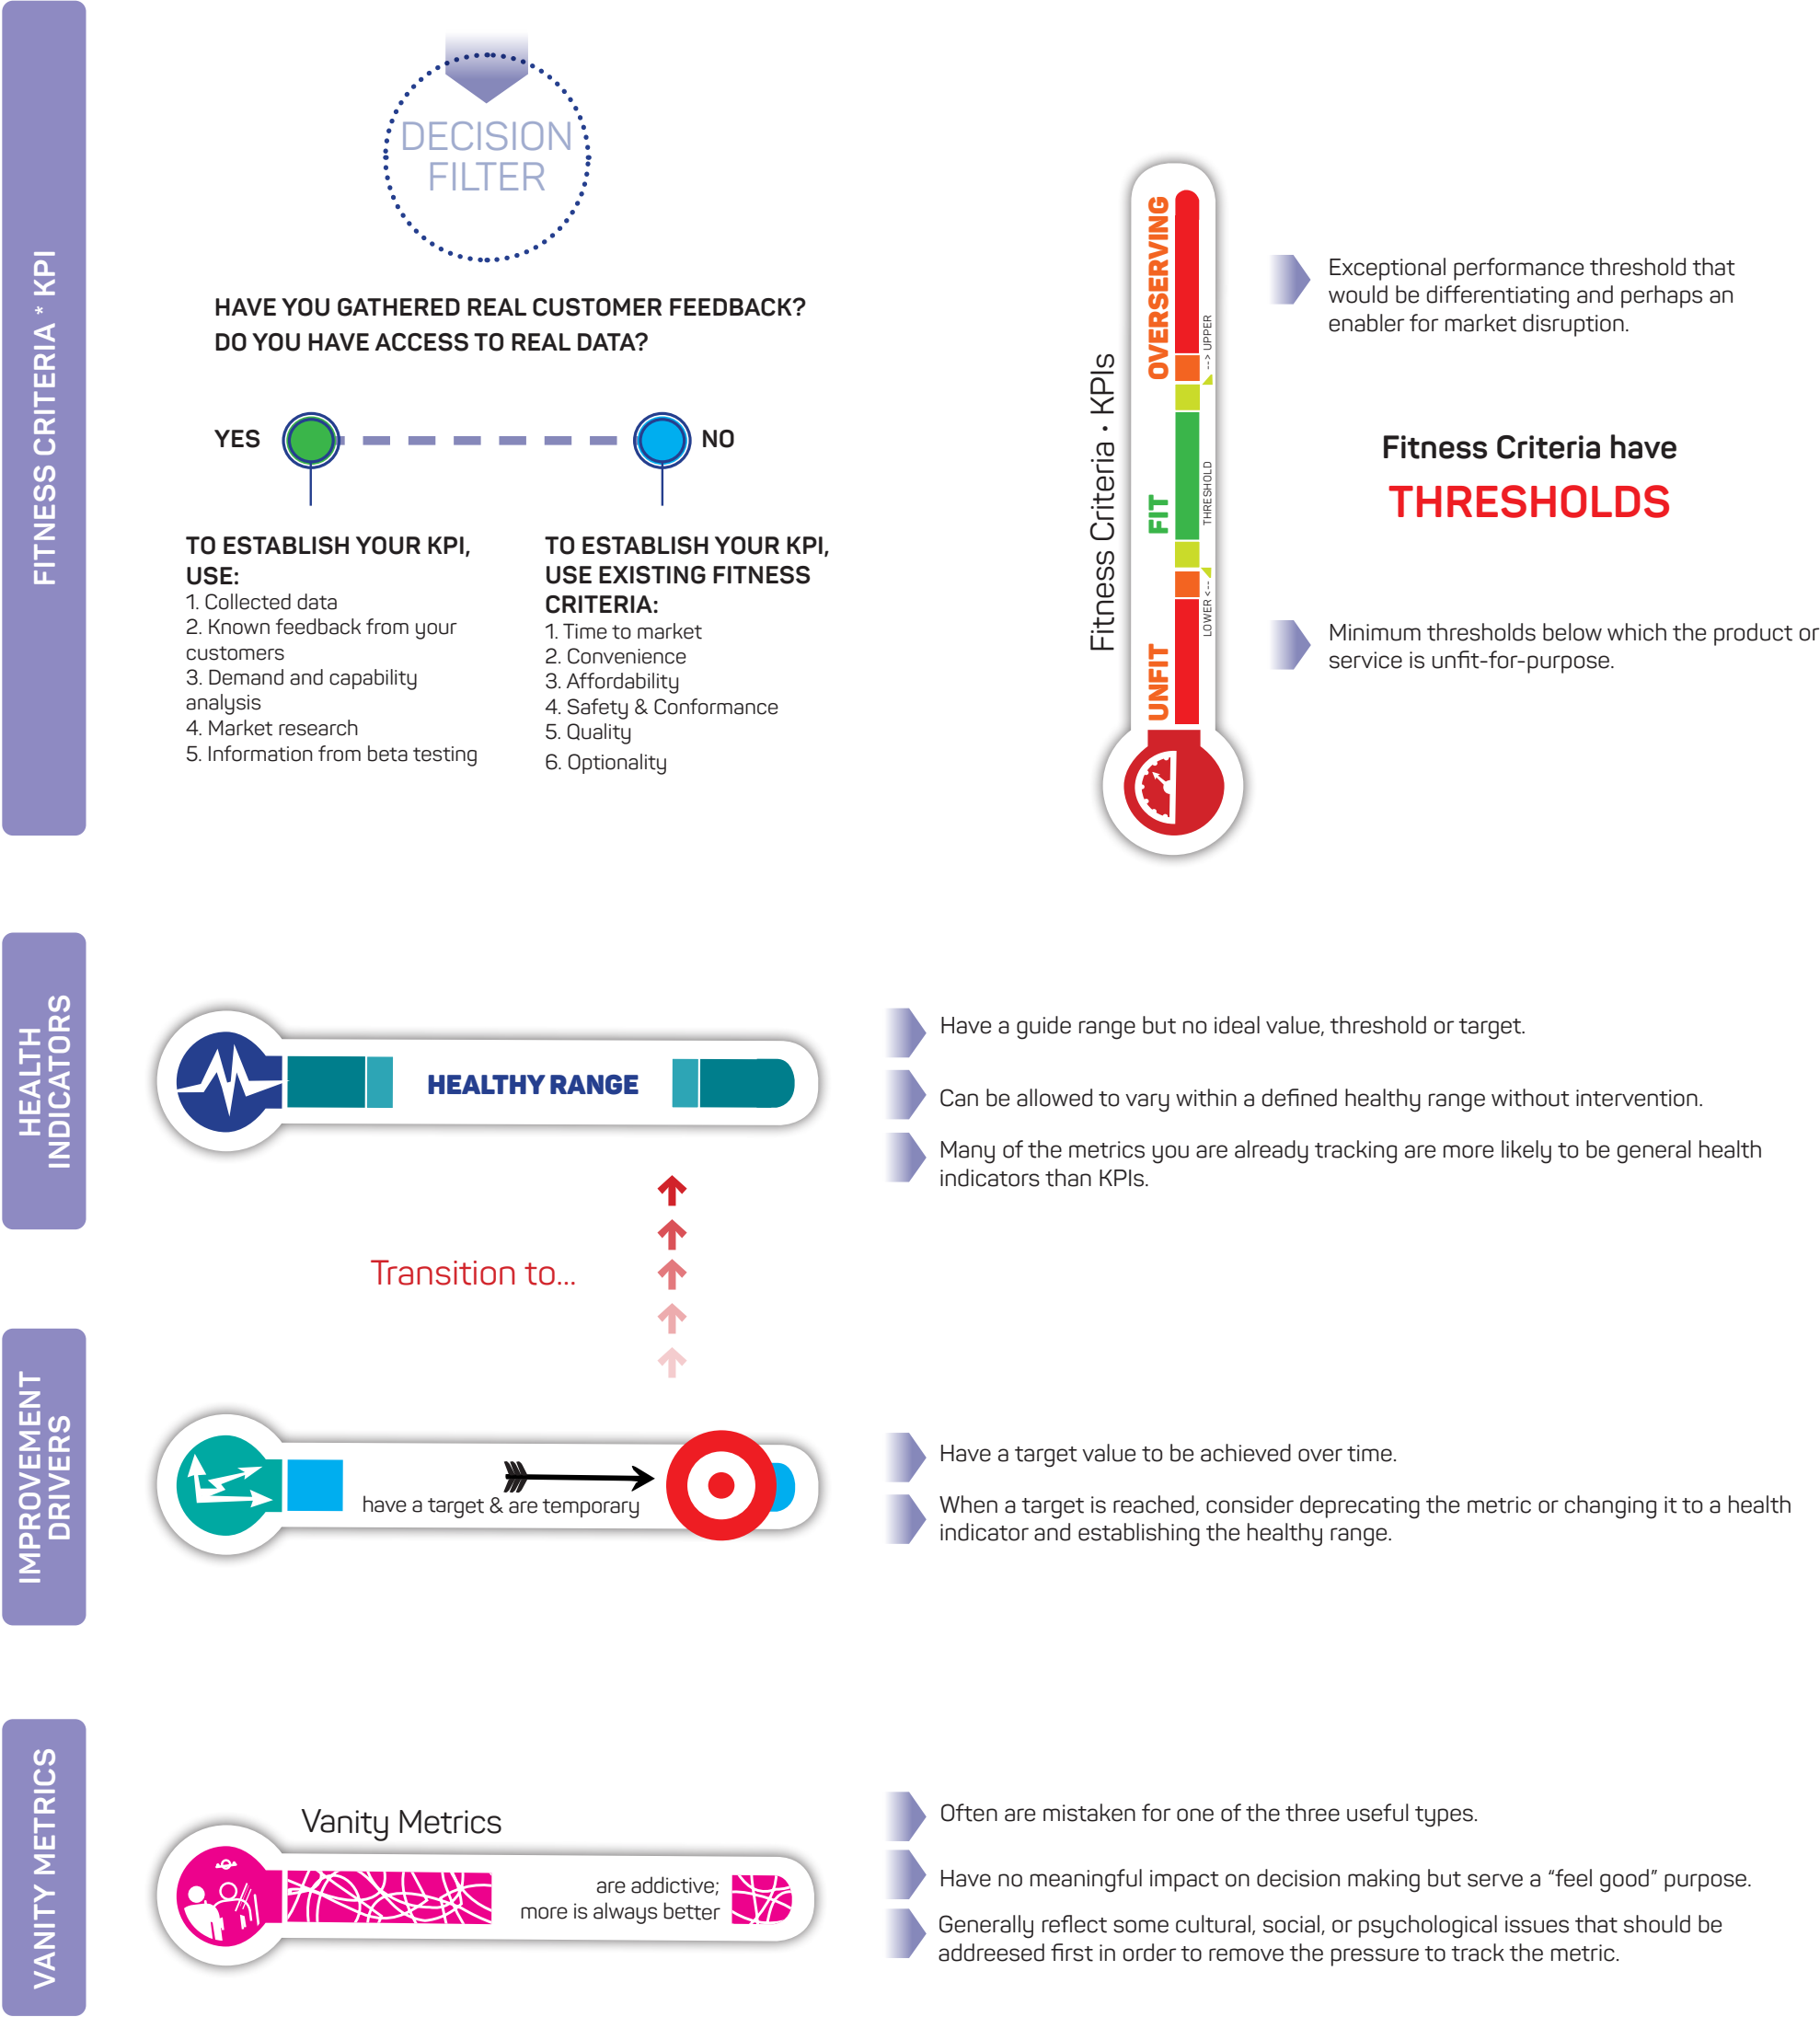 FITNESS CRITERIA * KPI
DECISION
FILTER
HAVE YOU GATHERED REAL CUSTOMER FEEDBACK?
DO YOU HAVE ACCESS TO REAL DATA?
YES
NO
TO ESTABLISH YOUR KPI,
USE:
1. Collected data
2. Known feedback from your
customers
3. Demand and capability
analysis
4. Market research
5. Information from beta testing
TO ESTABLISH YOUR KPI,
USE EXISTING FITNESS
CRITERIA:
1. Time to market
2. Convenience
3. Affordability
4. Safety & Conformance
5. Quality
6. Optionality
Fitness Criteria · KPIs
OVERSERVING
FIT
UNFIT
--> UPPER
THRESHOLD
LOWER <--
Exceptional performance threshold that
would be differentiating and perhaps an
enabler for market disruption.
Fitness Criteria have
THRESHOLDS
Minimum thresholds below which the product or
service is unfit-for-purpose.
HEALTH
INDICATORS
HEALTHY RANGE
Have a guide range but no ideal value, threshold or target.
Can be allowed to vary within a defined healthy range without intervention.
Many of the metrics you are already tracking are more likely to be general health
indicators than KPIs.
Transition to...
IMPROVEMENT
DRIVERS
have a target & are temporary
Have a target value to be achieved over time.
When a target is reached, consider deprecating the metric or changing it to a health
indicator and establishing the healthy range.
VANITY METRICS
Vanity Metrics
are addictive;
more is always better
Often are mistaken for one of the three useful types.
Have no meaningful impact on decision making but serve a “feel good” purpose.
Generally reflect some cultural, social, or psychological issues that should be
addreesed first in order to remove the pressure to track the metric.